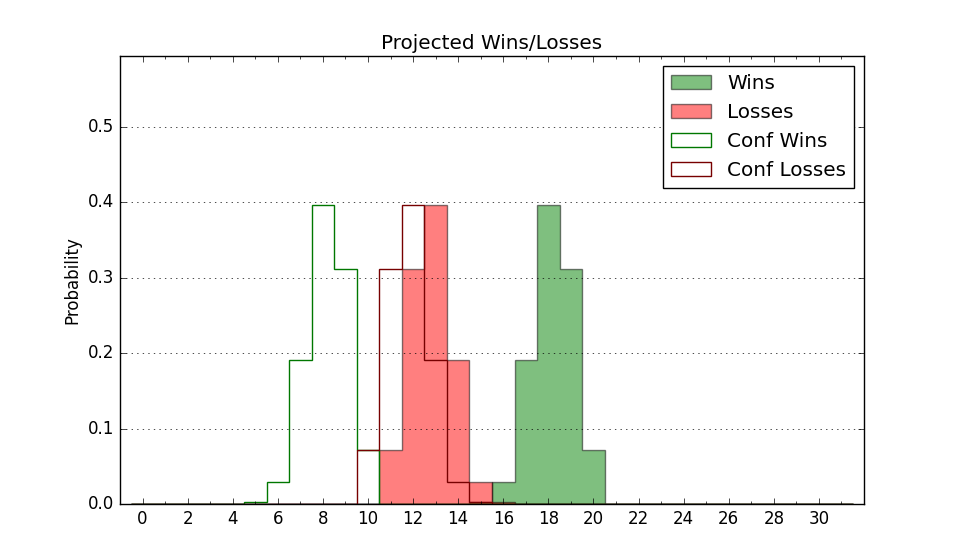 Projected Wins/Losses
Wins
Losses
Conf Wins
Conf Losses
Probability
0.5
0.4
0.3
0.2
0.1
0.0
0 2 4 6 8 10 12 14 16 18 20 22 24 26 28 30